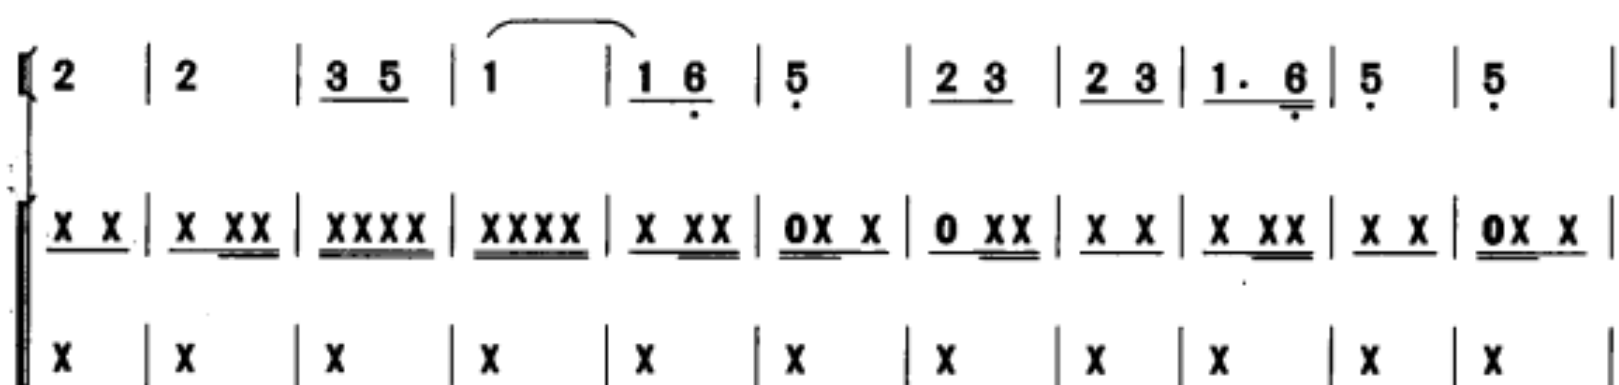 2 | 2 | 3 5 | 1 | 1 6 | 5 | 2 3 | 2 3 | 1. 6 | 5 | 5 |
X X | X XX | XXXX | XXXX | X XX | 0X X | 0 XX | X X | X XX | X X | 0X X |
X | X | X | X | X | X | X | X | X | X | X |